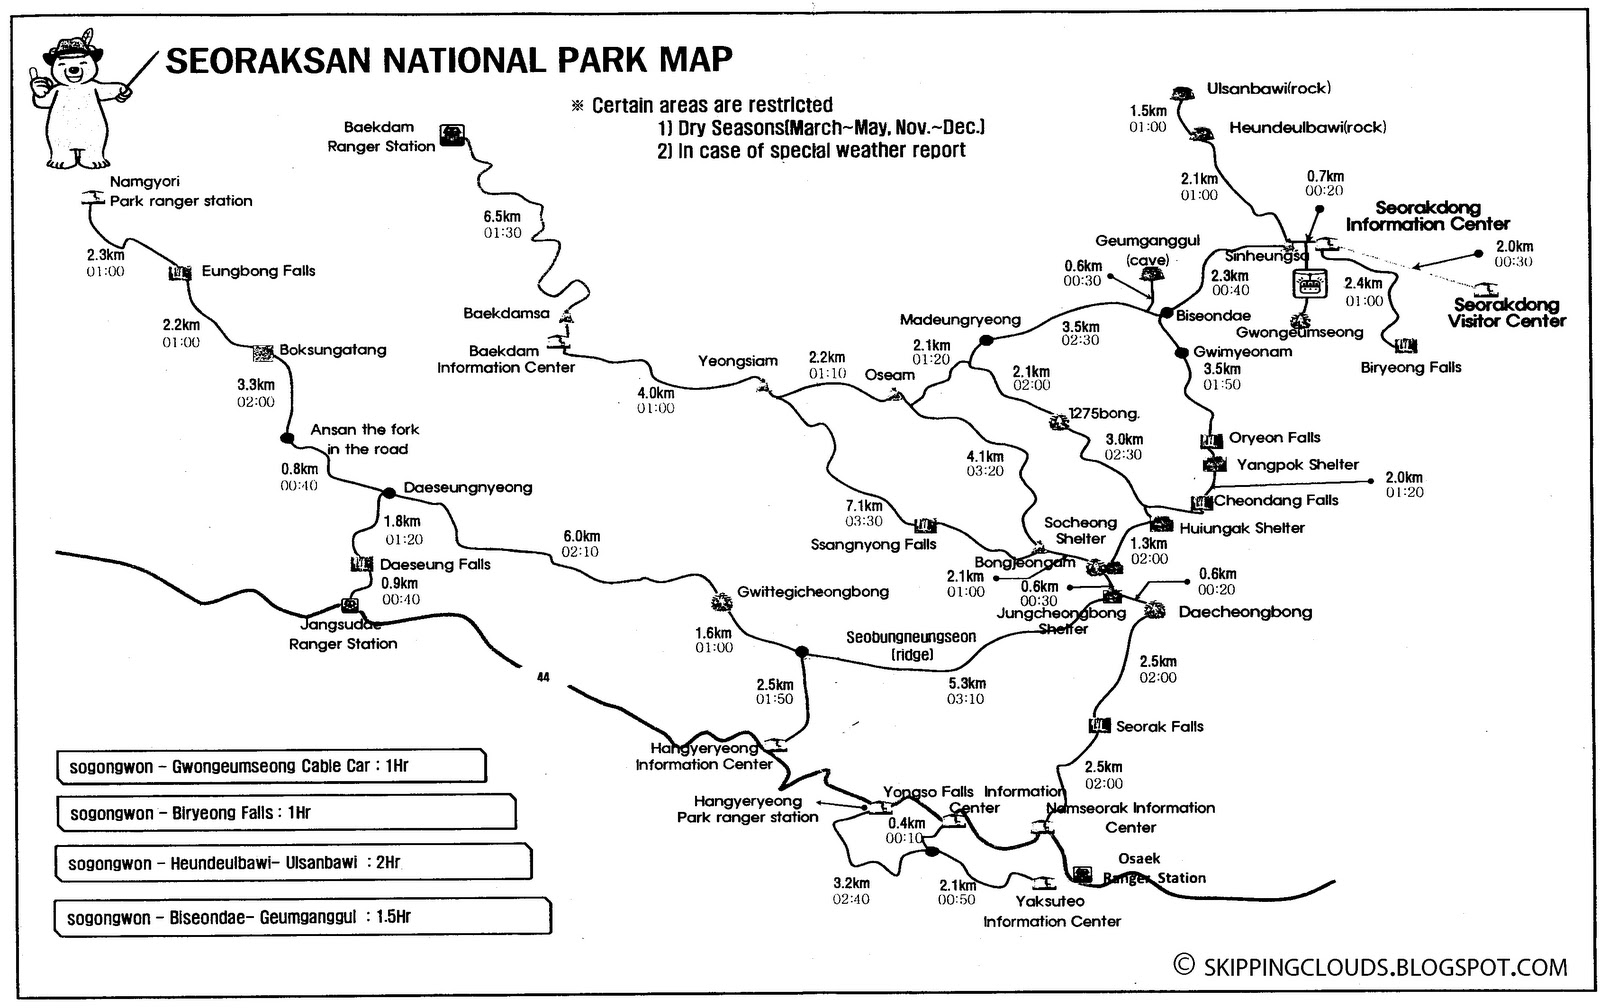 SEORAKSAN NATIONAL PARK MAP
※ Certain areas are restricted
1) Dry Seasons(March~May, Nov.~Dec.)
2) In case of special weather report
Baekdam
Ranger Station
Namgyori
Park ranger station
2.3km
01:00
Eungbong Falls
2.2km
01:00
Boksungatang
3.3km
02:00
Ansan the fork
in the road
0.8km
00:40
Daeseungnyeong
1.8km
01:20
Daeseung Falls
0.9km
00:40
Jangsudae
Ranger Station
6.5km
01:30
Baekdamsa
Baekdam
Information Center
4.0km
01:00
Yeongsiam
2.2km
01:10
Oseam
2.1km
01:20
Madeungryeong
3.5km
02:30
2.1km
02:00
1275bong.
3.0km
02:30
4.1km
03:20
7.1km
03:30
Ssangnyong Falls
6.0km
02:10
Gwittegicheongbong
1.6km
01:00
Seobungneungseon
(ridge)
5.3km
03:10
2.5km
01:50
44
Hangyeryeong
Information Center
Ulsanbawi(rock)
1.5km
01:00
Heundeulbawi(rock)
2.1km
01:00
0.7km
00:20
Seorakdong
Information Center
2.0km
00:30
Seorakdong
Visitor Center
Geumganggul
(cave)
0.6km
00:30
Sinheungsa
2.3km
00:40
2.4km
01:00
Biseondae
Gwongeumseong
Biryeong Falls
Gwimyeonam
3.5km
01:50
Oryeon Falls
Yangpok Shelter
2.0km
01:20
Cheondang Falls
Huiungak Shelter
Socheong
Shelter
1.3km
02:00
Bongjeongam
2.1km
01:00
0.6km
00:30
0.6km
00:20
Jungcheongbong
Shelter
Daecheongbong
2.5km
02:00
Seorak Falls
2.5km
02:00
Hangyeryeong
Park ranger station
Yongso Falls Information
Center
Namseorak Information
Center
0.4km
00:10
3.2km
02:40
2.1km
00:50
Osaek
Ranger Station
Yaksuteo
Information Center
sogongwon - Gwongeumseong Cable Car : 1Hr
sogongwon - Biryeong Falls : 1Hr
sogongwon - Heundeulbawi- Ulsanbawi : 2Hr
sogongwon - Biseondae- Geumganggul : 1.5Hr
© SKIPPINGCLOUDS.BLOGSPOT.COM